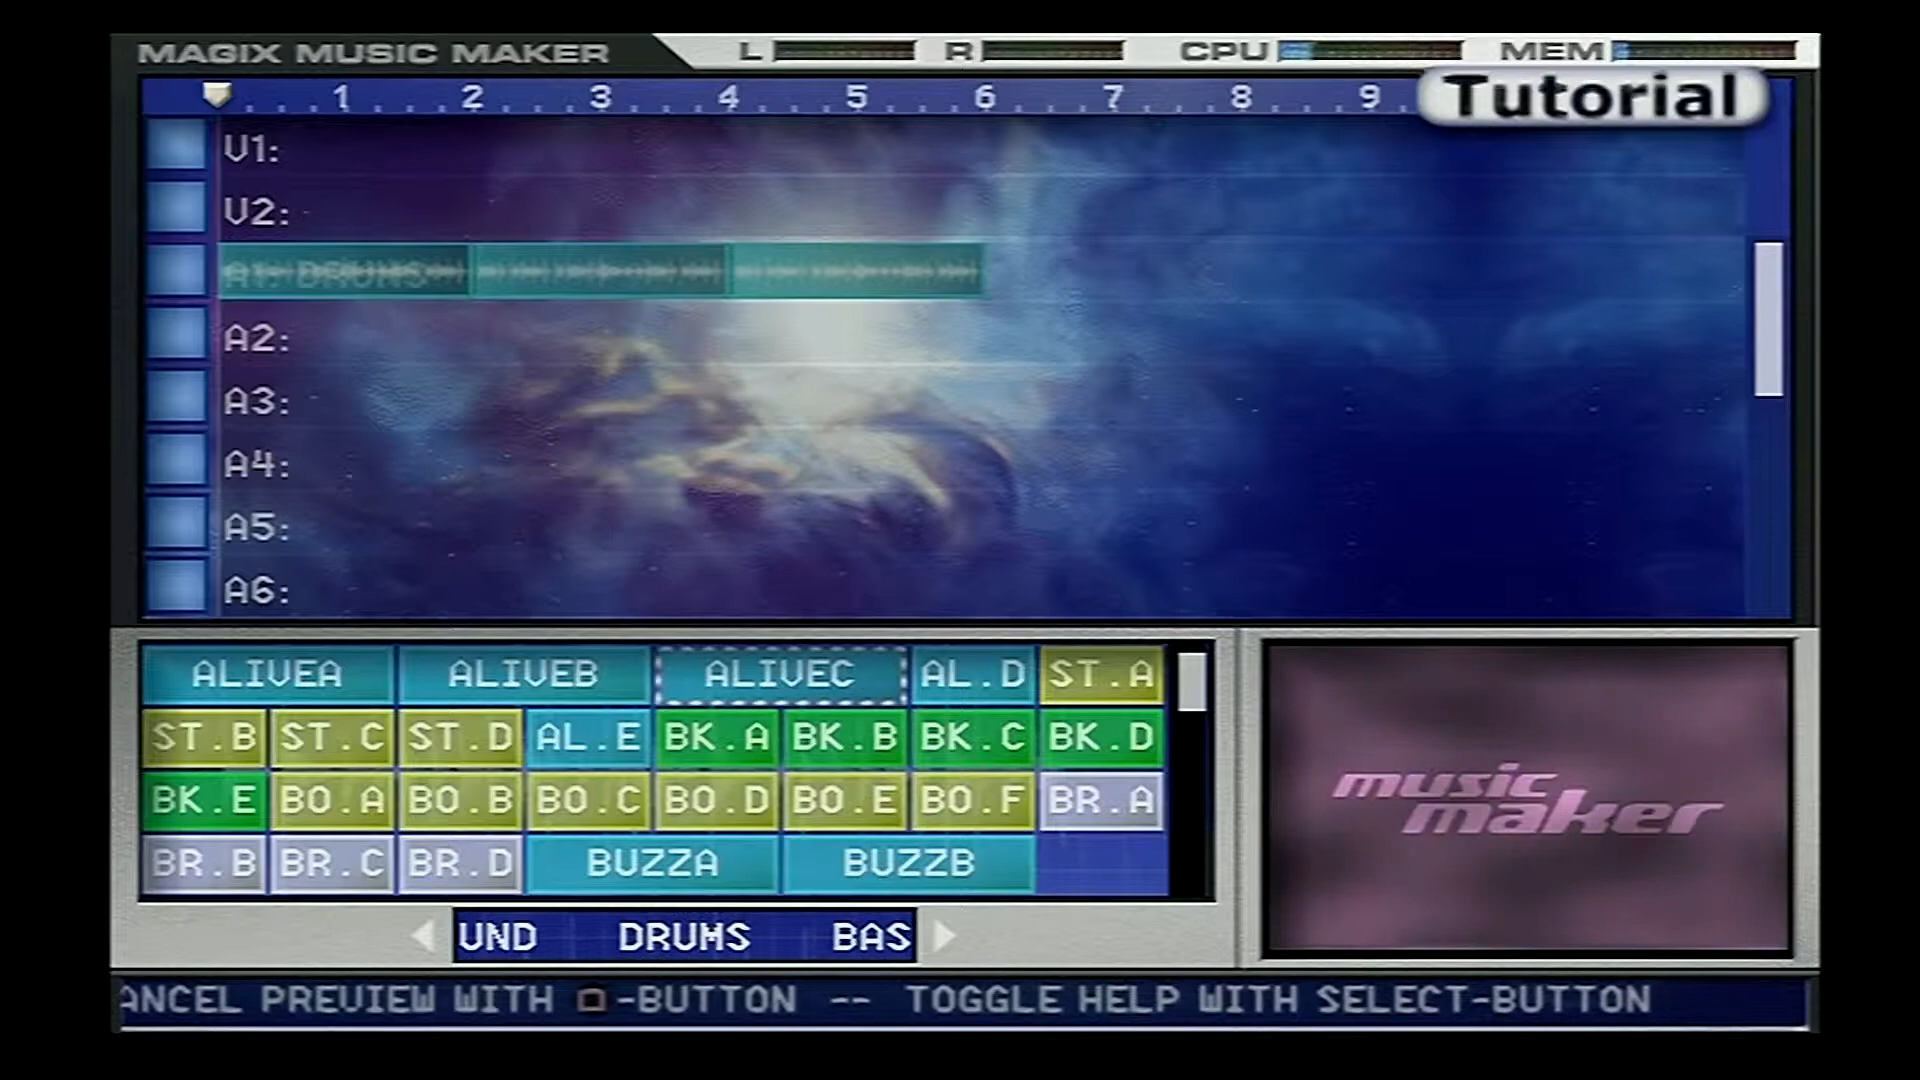 MAGIX MUSIC MAKER L R CPU MEM
1 2 3 4 5 6 7 8 9 Tutorial
V1:
V2:
A1: DRUMS
A2:
A3:
A4:
A5:
A6:
ALIVEA ALIVEB ALIVEC AL.D ST.A
ST.B ST.C ST.D AL.E BK.A BK.B BK.C BK.D
BK.E BO.A BO.B BO.C BO.D BO.E BO.F BR.A
BR.B BR.C BR.D BUZZA BUZZB
music
maker
UND DRUMS BAS
ANCEL PREVIEW WITH □-BUTTON -- TOGGLE HELP WITH SELECT-BUTTON